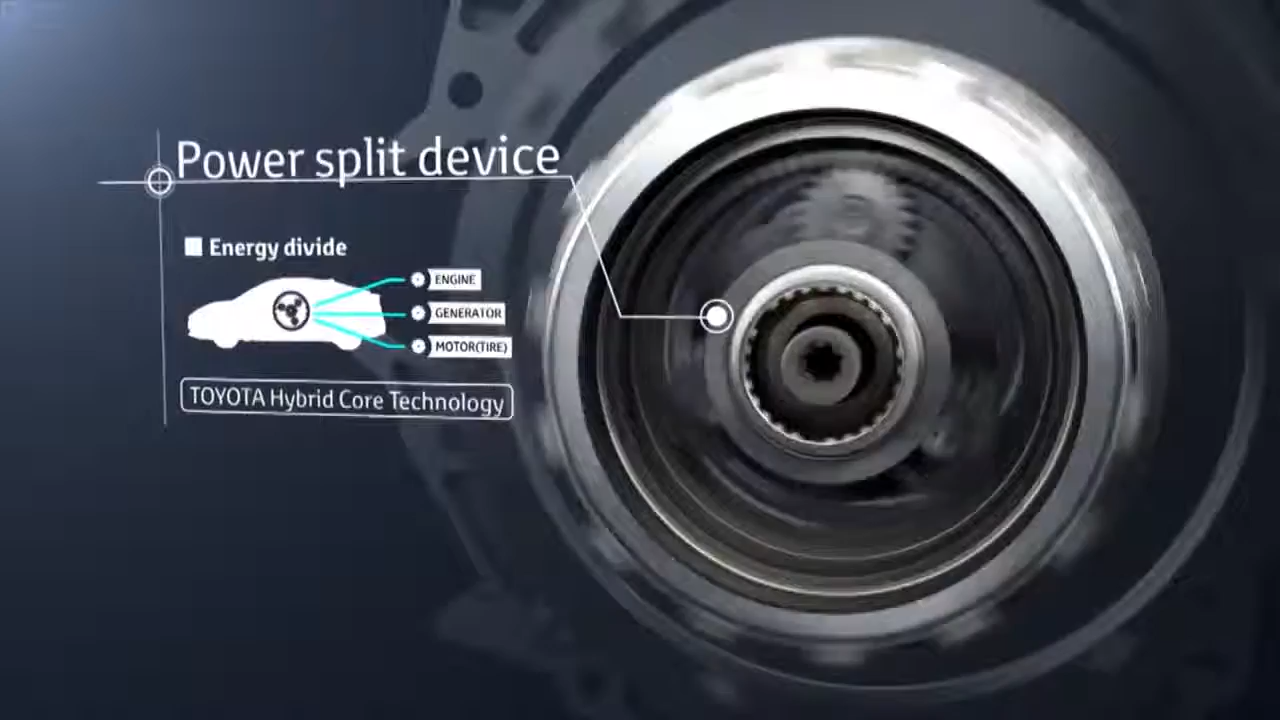 Power split device
Energy divide
ENGINE
GENERATOR
MOTOR(TIRE)
TOYOTA Hybrid Core Technology